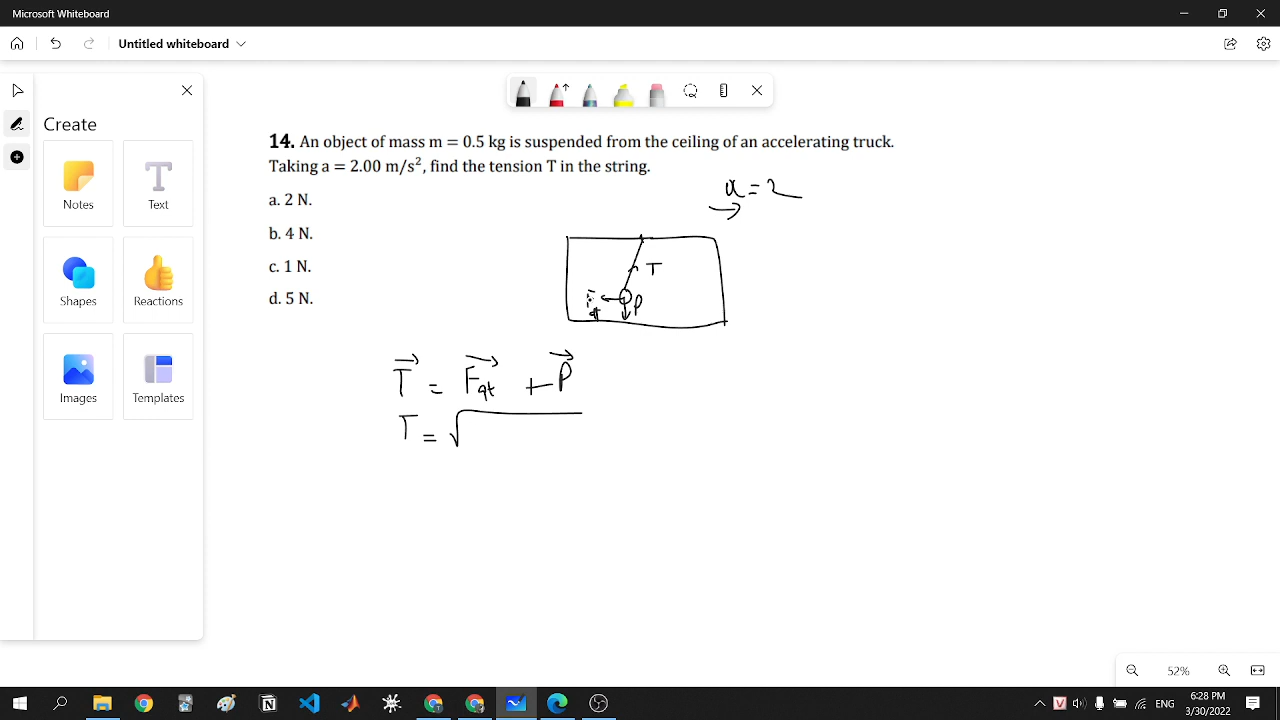 Microsoft Whiteboard
Untitled whiteboard
Create
Notes
Text
Shapes
Reactions
Images
Templates
14. An object of mass m = 0.5 kg is suspended from the ceiling of an accelerating truck.
Taking a = 2.00 m/s², find the tension T in the string.
a. 2 N.
b. 4 N.
c. 1 N.
d. 5 N.
a = 2
T
F qt
P
T = Fqt + P
T = √
52%
6:28 PM
3/30/2022